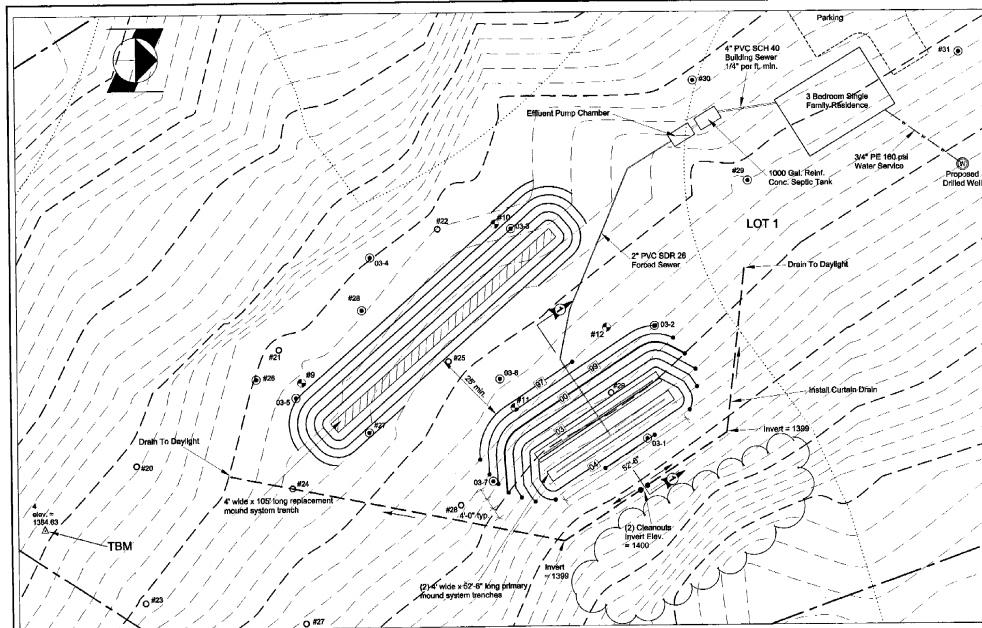 Parking
#31
4" PVC SCH 40
Building Sewer
1/4" per ft. min.
#30
3 Bedroom Single
Family Residence
Effluent Pump Chamber
3/4" PE 160 psi
Water Service
Proposed
Drilled Well
#29
1000 Gal. Reinf.
Conc. Septic Tank
LOT 1
#22
#10
03-3
03-4
2" PVC SDR 26
Forced Sewer
Drain To Daylight
#28
#12
03-2
#21
#25
#26
#9
03-5
25' min.
03-8
#11
Install Curtain Drain
#27
Invert = 1399
Drain To Daylight
03-1
52'-6"
#20
#24
03-7
4' wide x 105' long replacement
mound system trench
#28
4'-0" typ.
4
elev. =
1384.63
TBM
(2) Cleanouts
Invert Elev.
= 1400
Invert
= 1399
(2) 4' wide x 52'-6" long primary
mound system trenches
#23
#27